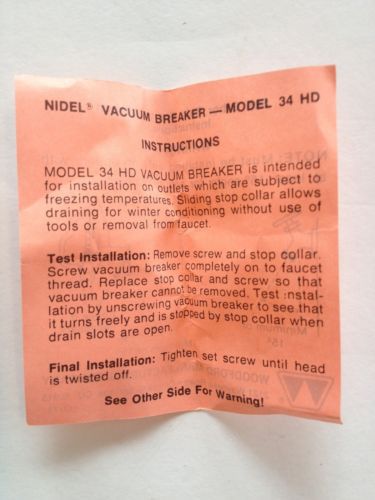 NIDEL® VACUUM BREAKER — MODEL 34 HD
INSTRUCTIONS
MODEL 34 HD VACUUM BREAKER is intended
for installation on outlets which are subject to
freezing temperatures. Sliding stop collar allows
draining for winter conditioning without use of
tools or removal from faucet.
Test Installation: Remove screw and stop collar.
Screw vacuum breaker completely on to faucet
thread. Replace stop collar and screw so that
vacuum breaker cannot be removed. Test instal-
lation by unscrewing vacuum breaker to see that
it turns freely and is stopped by stop collar when
drain slots are open.
Final Installation: Tighten set screw until head
is twisted off.
See Other Side For Warning!